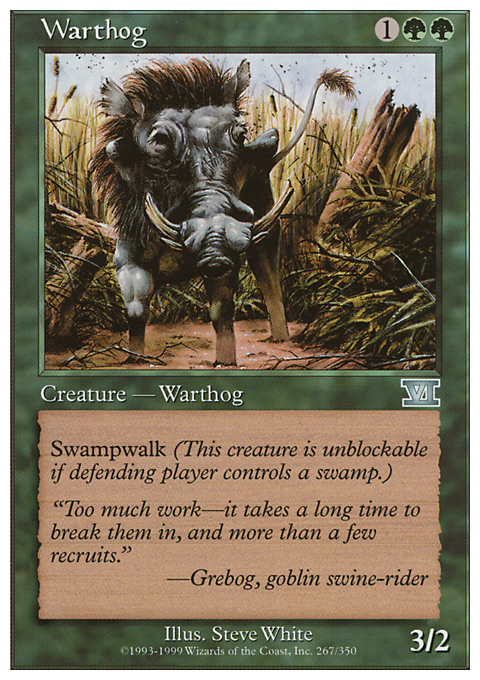 Warthog 1
Creature — Warthog VI
Swampwalk (This creature is unblockable
if defending player controls a swamp.)
“Too much work—it takes a long time to
break them in, and more than a few
recruits.”
—Grebog, goblin swine-rider
Illus. Steve White
©1993-1999 Wizards of the Coast, Inc. 267/350
3/2